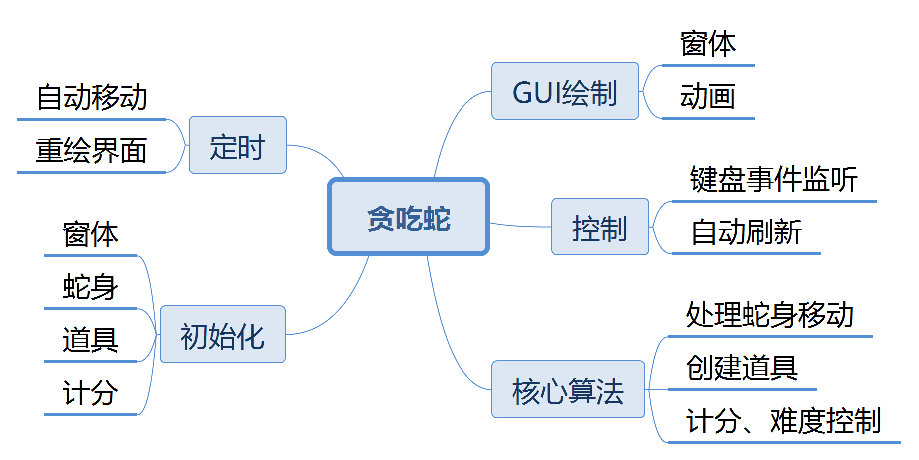 贪吃蛇
GUI绘制
窗体
动画
控制
键盘事件监听
自动刷新
核心算法
处理蛇身移动
创建道具
计分、难度控制
定时
自动移动
重绘界面
初始化
窗体
蛇身
道具
计分